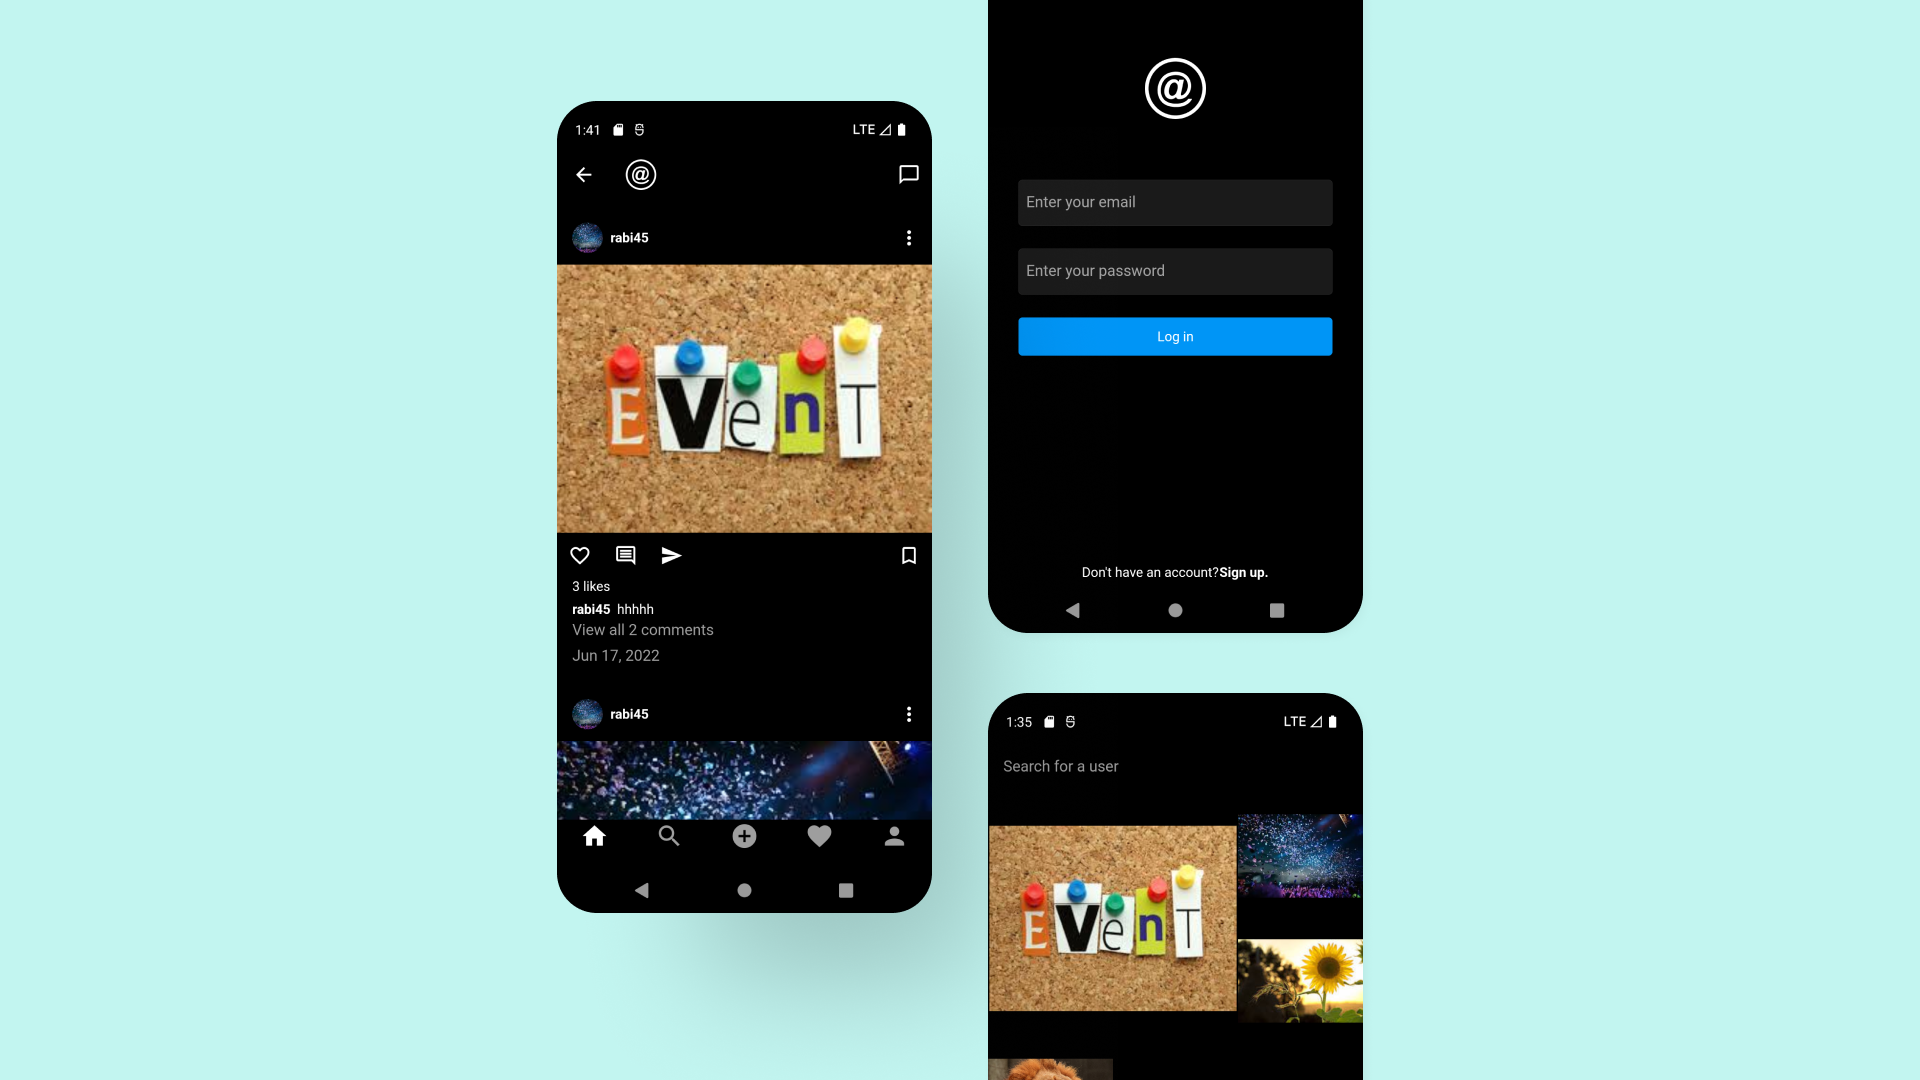 1:41
LTE
@
rabi45
EVenT
3 likes
rabi45 hhhhh
View all 2 comments
Jun 17, 2022
rabi45
@
Enter your email
Enter your password
Log in
Don't have an account?Sign up.
1:35
LTE
Search for a user
EVenT